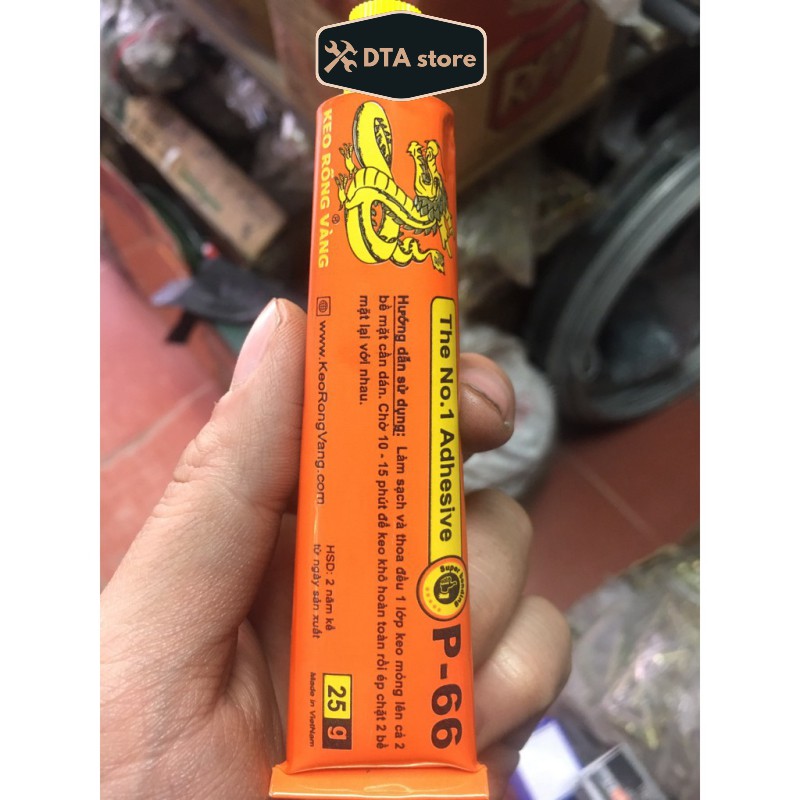 DTA store
KEO RỒNG VÀNG
®
The No.1 Adhesive
Super bonding
P-66
Hướng dẫn sử dụng: Làm sạch và thoa đều 1 lớp keo mỏng lên cả 2
bề mặt cần dán. Chờ 10 - 15 phút để keo khô hoàn toàn rồi ép chặt 2 bề
mặt lại với nhau.
www.KeoRongVang.com
HSD: 2 năm kể
từ ngày sản xuất
25 g
Made in VietNam